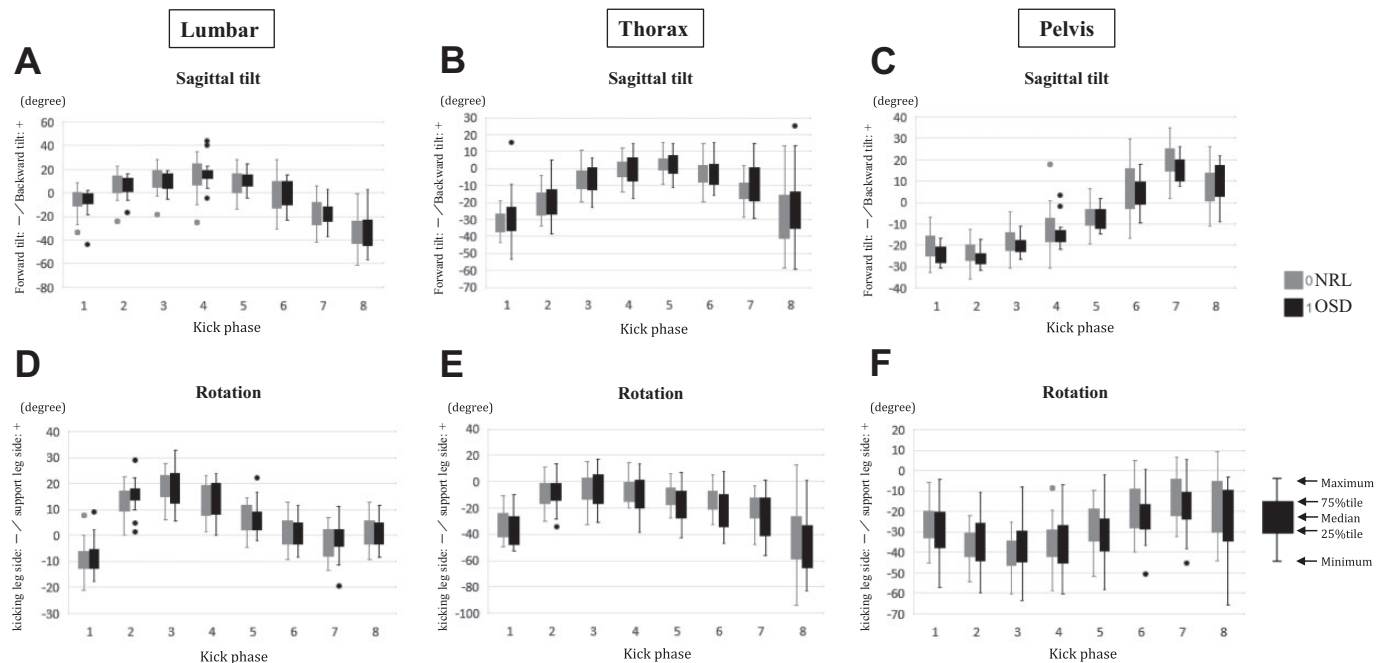 Lumbar
Thorax
Pelvis
A
Sagittal tilt
(degree)
Forward tilt: －／Backward tilt: +
60
40
20
0
-20
-40
-60
-80
1 2 3 4 5 6 7 8
Kick phase
B
Sagittal tilt
(degree)
Forward tilt: －／Backward tilt: +
30
20
10
0
-10
-20
-30
-40
-50
-60
-70
1 2 3 4 5 6 7 8
Kick phase
C
Sagittal tilt
(degree)
Forward tilt: －／Backward tilt: +
40
30
20
10
0
-10
-20
-30
-40
1 2 3 4 5 6 7 8
Kick phase
0 NRL
1 OSD
D
Rotation
(degree)
kicking leg side: －／support leg side: +
40
30
20
10
0
-10
-20
-30
1 2 3 4 5 6 7 8
Kick phase
E
Rotation
(degree)
kicking leg side: －／support leg side: +
40
20
0
-20
-40
-60
-80
-100
1 2 3 4 5 6 7 8
Kick phase
F
Rotation
(degree)
kicking leg side: －／support leg side: +
20
10
0
-10
-20
-30
-40
-50
-60
-70
1 2 3 4 5 6 7 8
Kick phase
Maximum
75%tile
Median
25%tile
Minimum